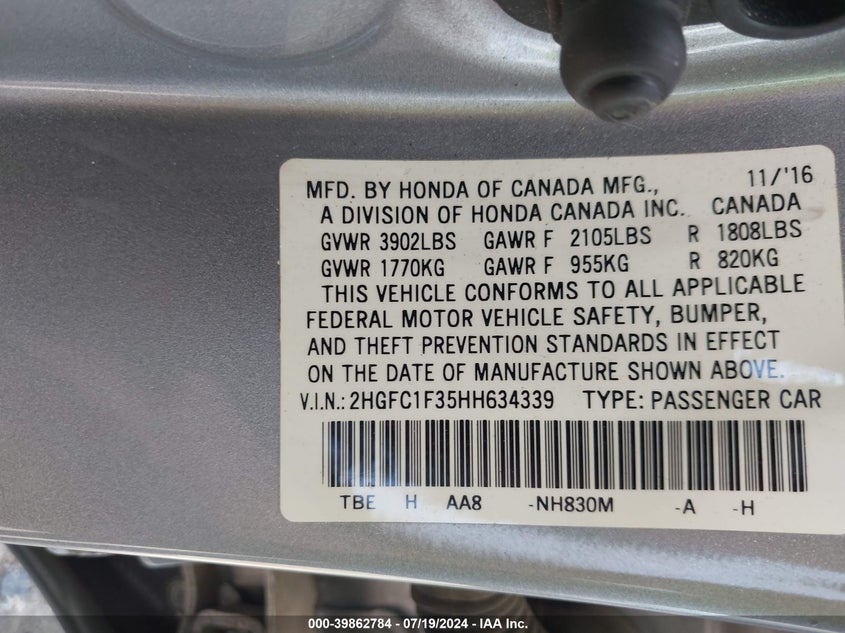 MFD. BY HONDA OF CANADA MFG., 11/'16
A DIVISION OF HONDA CANADA INC. CANADA
GVWR 3902LBS GAWR F 2105LBS R 1808LBS
GVWR 1770KG GAWR F 955KG R 820KG
THIS VEHICLE CONFORMS TO ALL APPLICABLE
FEDERAL MOTOR VEHICLE SAFETY, BUMPER,
AND THEFT PREVENTION STANDARDS IN EFFECT
ON THE DATE OF MANUFACTURE SHOWN ABOVE.
V.I.N.: 2HGFC1F35HH634339 TYPE: PASSENGER CAR
TBE H AA8 -NH830M -A -H
000-39862784 - 07/19/2024 - IAA Inc.